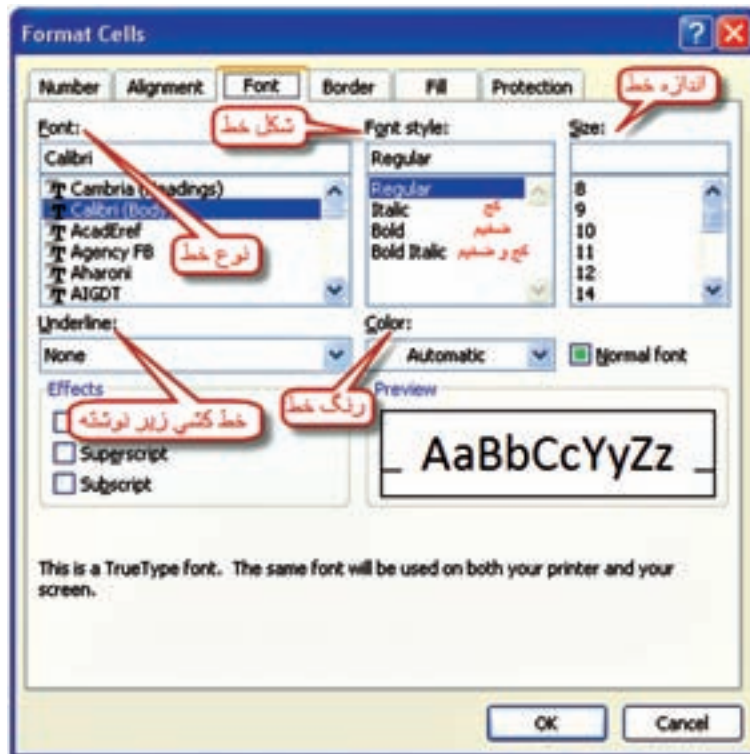 Format Cells
Number Alignment Font Border Fill Protection
اندازه خط
Font: شکل خط Font style: Size:
Calibri Regular
Cambria (Headings) Regular 8
Calibri (Body) Italic کج 9
AcadEref Bold ضخیم 10
Agency FB نوع خط Bold Italic کج و ضخیم 11
Aharoni 12
AIGDT 14
Underline: Color:
None Automatic Normal font
Effects رنگ خط Preview
خط کشی زیر نوشته
Superscript AaBbCcYyZz
Subscript
This is a TrueType font. The same font will be used on both your printer and your
screen.
OK Cancel